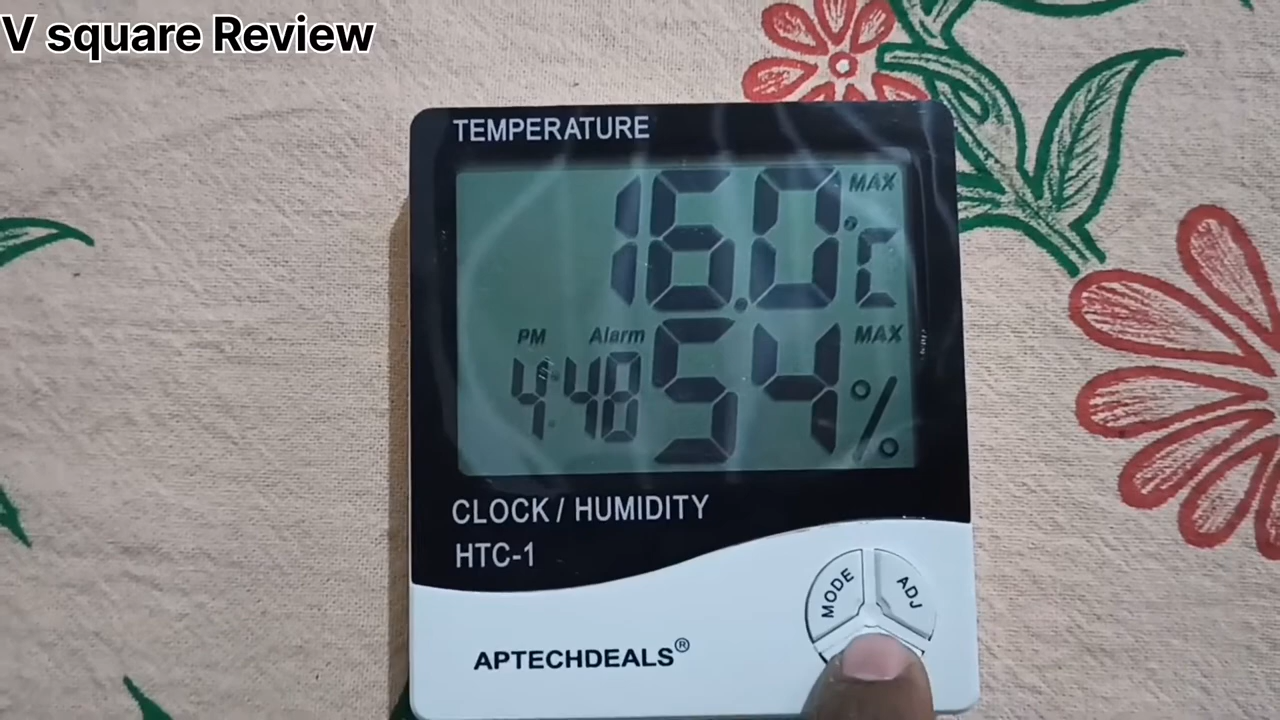 V square Review
TEMPERATURE
16.0 °C MAX
PM Alarm MAX
4:48 54 %
CLOCK / HUMIDITY
HTC-1
MODE ADJ
APTECHDEALS®